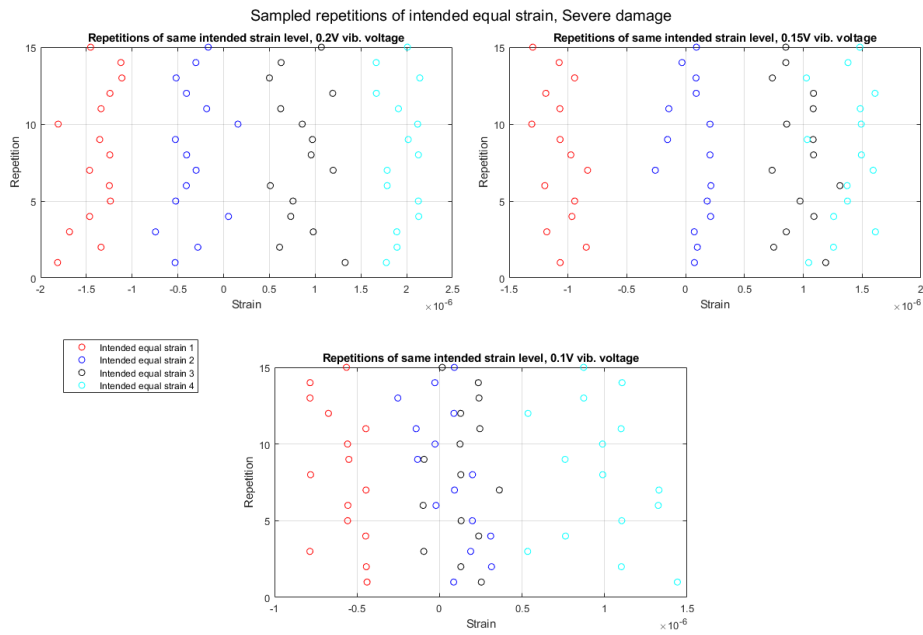 Sampled repetitions of intended equal strain, Severe damage
Repetitions of same intended strain level, 0.2V vib. voltage
15
10
5
0
Repetition
-2 -1.5 -1 -0.5 0 0.5 1 1.5 2 2.5
Strain
×10-6
Repetitions of same intended strain level, 0.15V vib. voltage
15
10
5
0
Repetition
-1.5 -1 -0.5 0 0.5 1 1.5 2
Strain
×10-6
Intended equal strain 1
Intended equal strain 2
Intended equal strain 3
Intended equal strain 4
Repetitions of same intended strain level, 0.1V vib. voltage
15
10
5
0
Repetition
-1 -0.5 0 0.5 1 1.5
Strain
×10-6